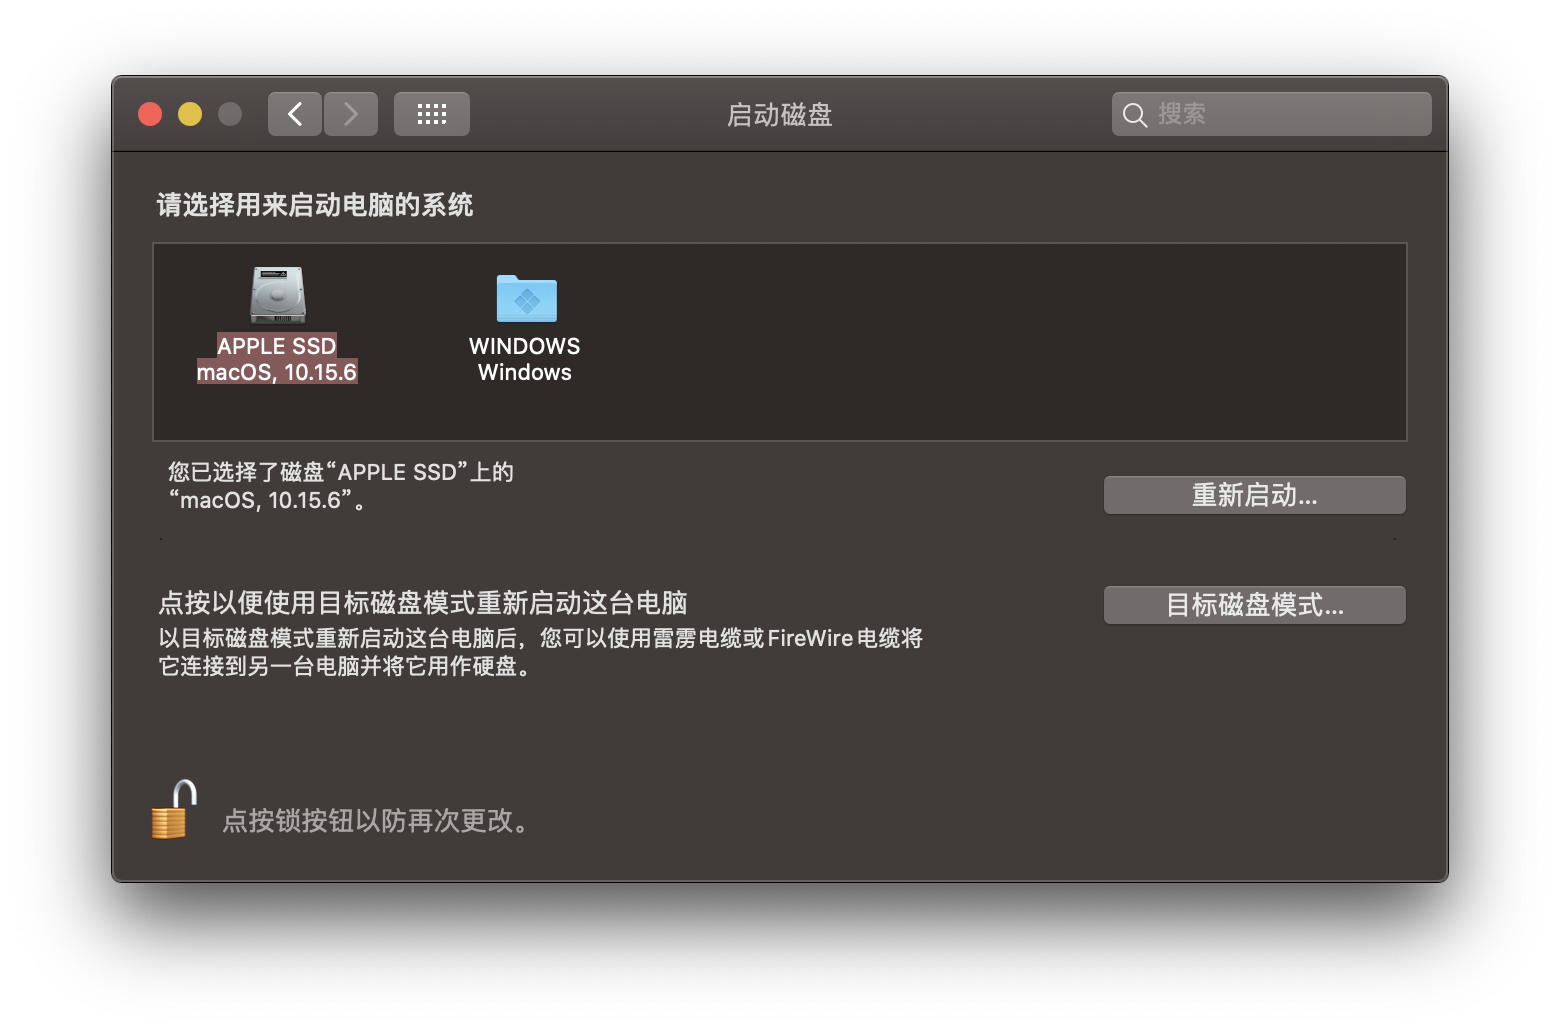 启动磁盘
搜索
请选择用来启动电脑的系统
APPLE SSD
macOS, 10.15.6
WINDOWS
Windows
您已选择了磁盘“APPLE SSD”上的
“macOS, 10.15.6”。
重新启动...
点按以便使用目标磁盘模式重新启动这台电脑
目标磁盘模式...
以目标磁盘模式重新启动这台电脑后，您可以使用雷雳电缆或FireWire电缆将
它连接到另一台电脑并将它用作硬盘。
点按锁按钮以防再次更改。